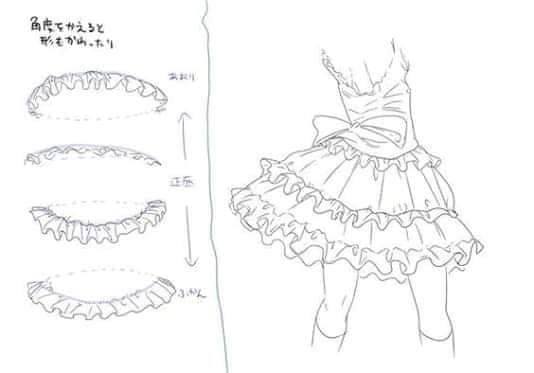 角度をかえると
形もかわったり
あおり
正面
ふかん